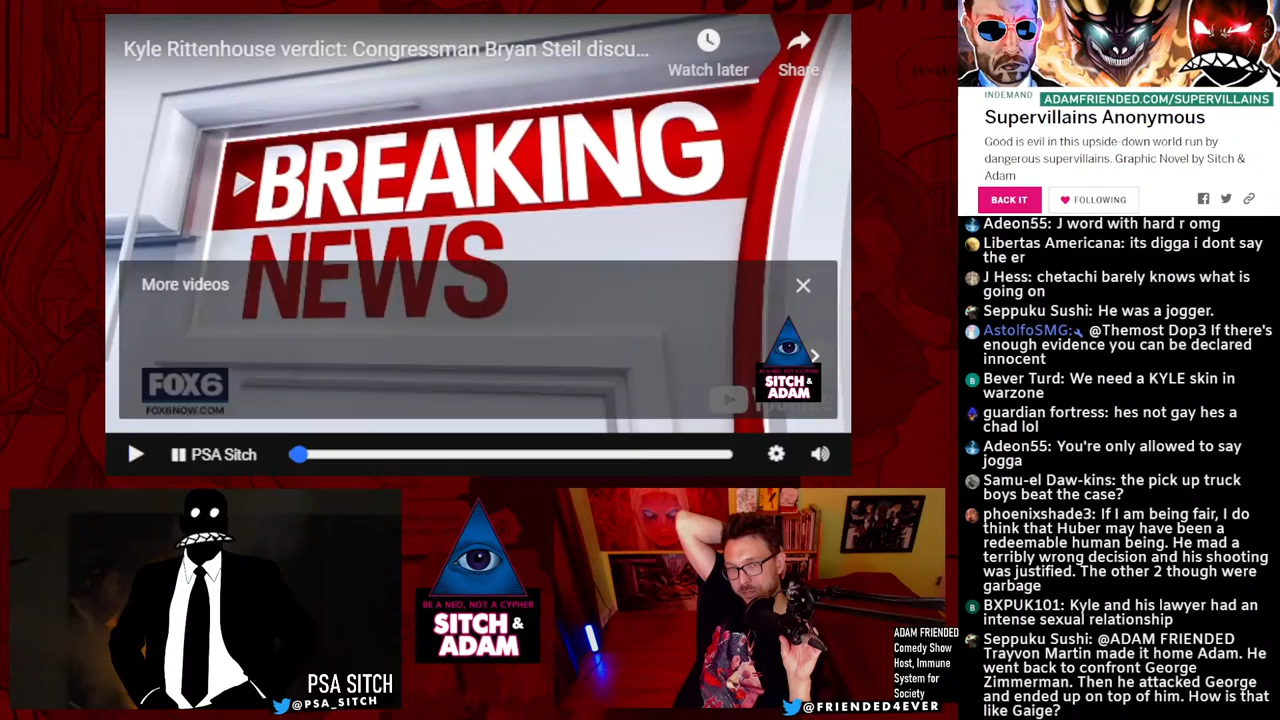 Kyle Rittenhouse verdict: Congressman Bryan Steil discu...
Watch later
Share
BREAKING
NEWS
More videos
FOX6
FOX6NOW.COM
BE A NEO, NOT A CYPHER
SITCH &
ADAM
PSA Sitch
PSA SITCH
@PSA_SITCH
BE A NEO, NOT A CYPHER
SITCH &
ADAM
ADAM FRIENDED
Comedy Show
Host, Immune
System for
Society
@FRIENDED4EVER
INDEMAND
ADAMFRIENDED.COM/SUPERVILLAINS
Supervillains Anonymous
Good is evil in this upside-down world run by
dangerous supervillains. Graphic Novel by Sitch &
Adam
BACK IT
FOLLOWING
Adeon55: J word with hard r omg
Libertas Americana: its digga i dont say
the er
J Hess: chetachi barely knows what is
going on
Seppuku Sushi: He was a jogger.
AstolfoSMG: @Themost Dop3 If there's
enough evidence you can be declared
innocent
Bever Turd: We need a KYLE skin in
warzone
guardian fortress: hes not gay hes a
chad lol
Adeon55: You're only allowed to say
jogga
Samu-el Daw-kins: the pick up truck
boys beat the case?
phoenixshade3: If I am being fair, I do
think that Huber may have been a
redeemable human being. He mad a
terribly wrong decision and his shooting
was justified. The other 2 though were
garbage
BXPUK101: Kyle and his lawyer had an
intense sexual relationship
Seppuku Sushi: @ADAM FRIENDED
Trayvon Martin made it home Adam. He
went back to confront George
Zimmerman. Then he attacked George
and ended up on top of him. How is that
like Gaige?